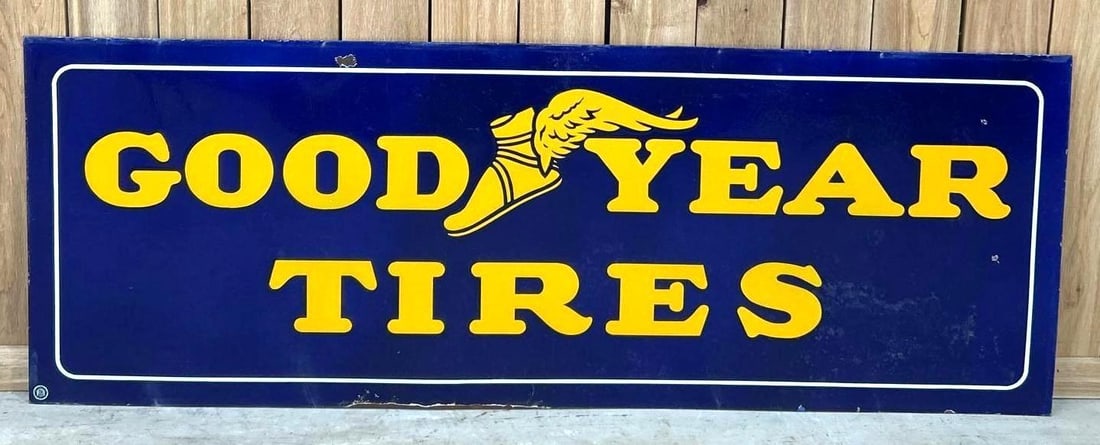 GOOD YEAR
TIRES